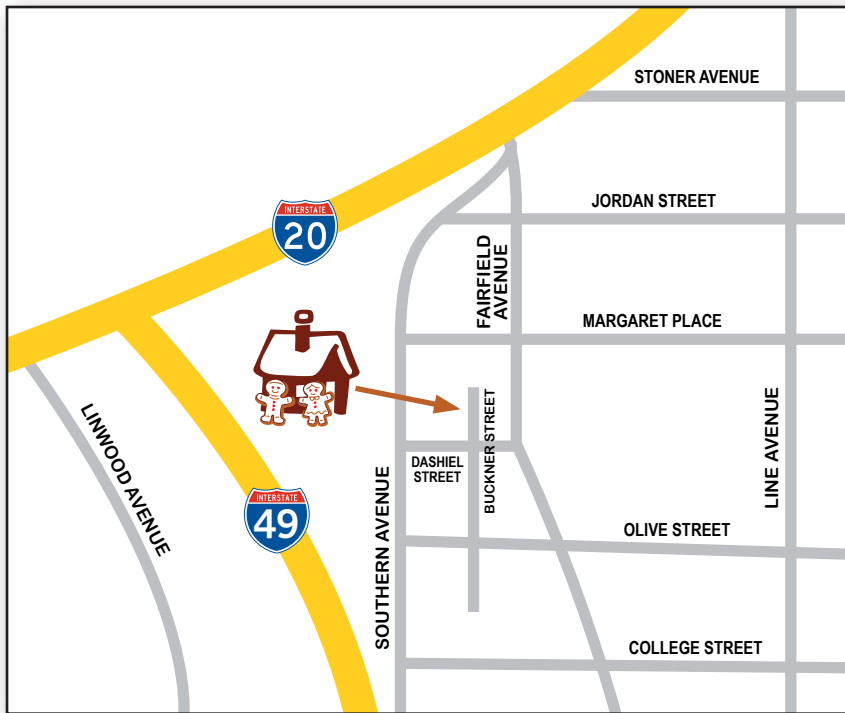 STONER AVENUE
JORDAN STREET
INTERSTATE
20
FAIRFIELD
AVENUE
MARGARET PLACE
LINWOOD AVENUE
BUCKNER STREET
LINE AVENUE
DASHIEL
STREET
INTERSTATE
49
SOUTHERN AVENUE
OLIVE STREET
COLLEGE STREET